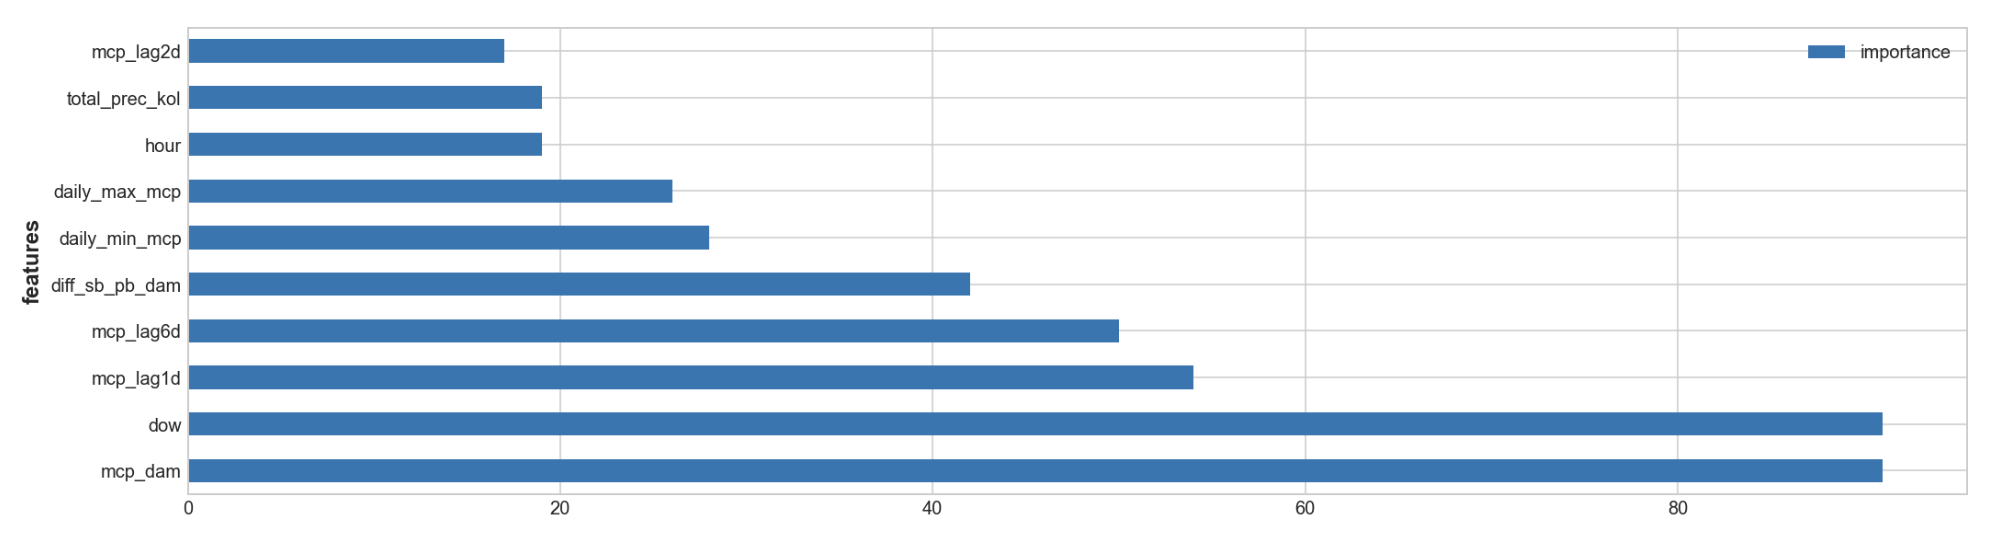 importance
features
mcp_lag2d
total_prec_kol
hour
daily_max_mcp
daily_min_mcp
diff_sb_pb_dam
mcp_lag6d
mcp_lag1d
dow
mcp_dam
0 20 40 60 80